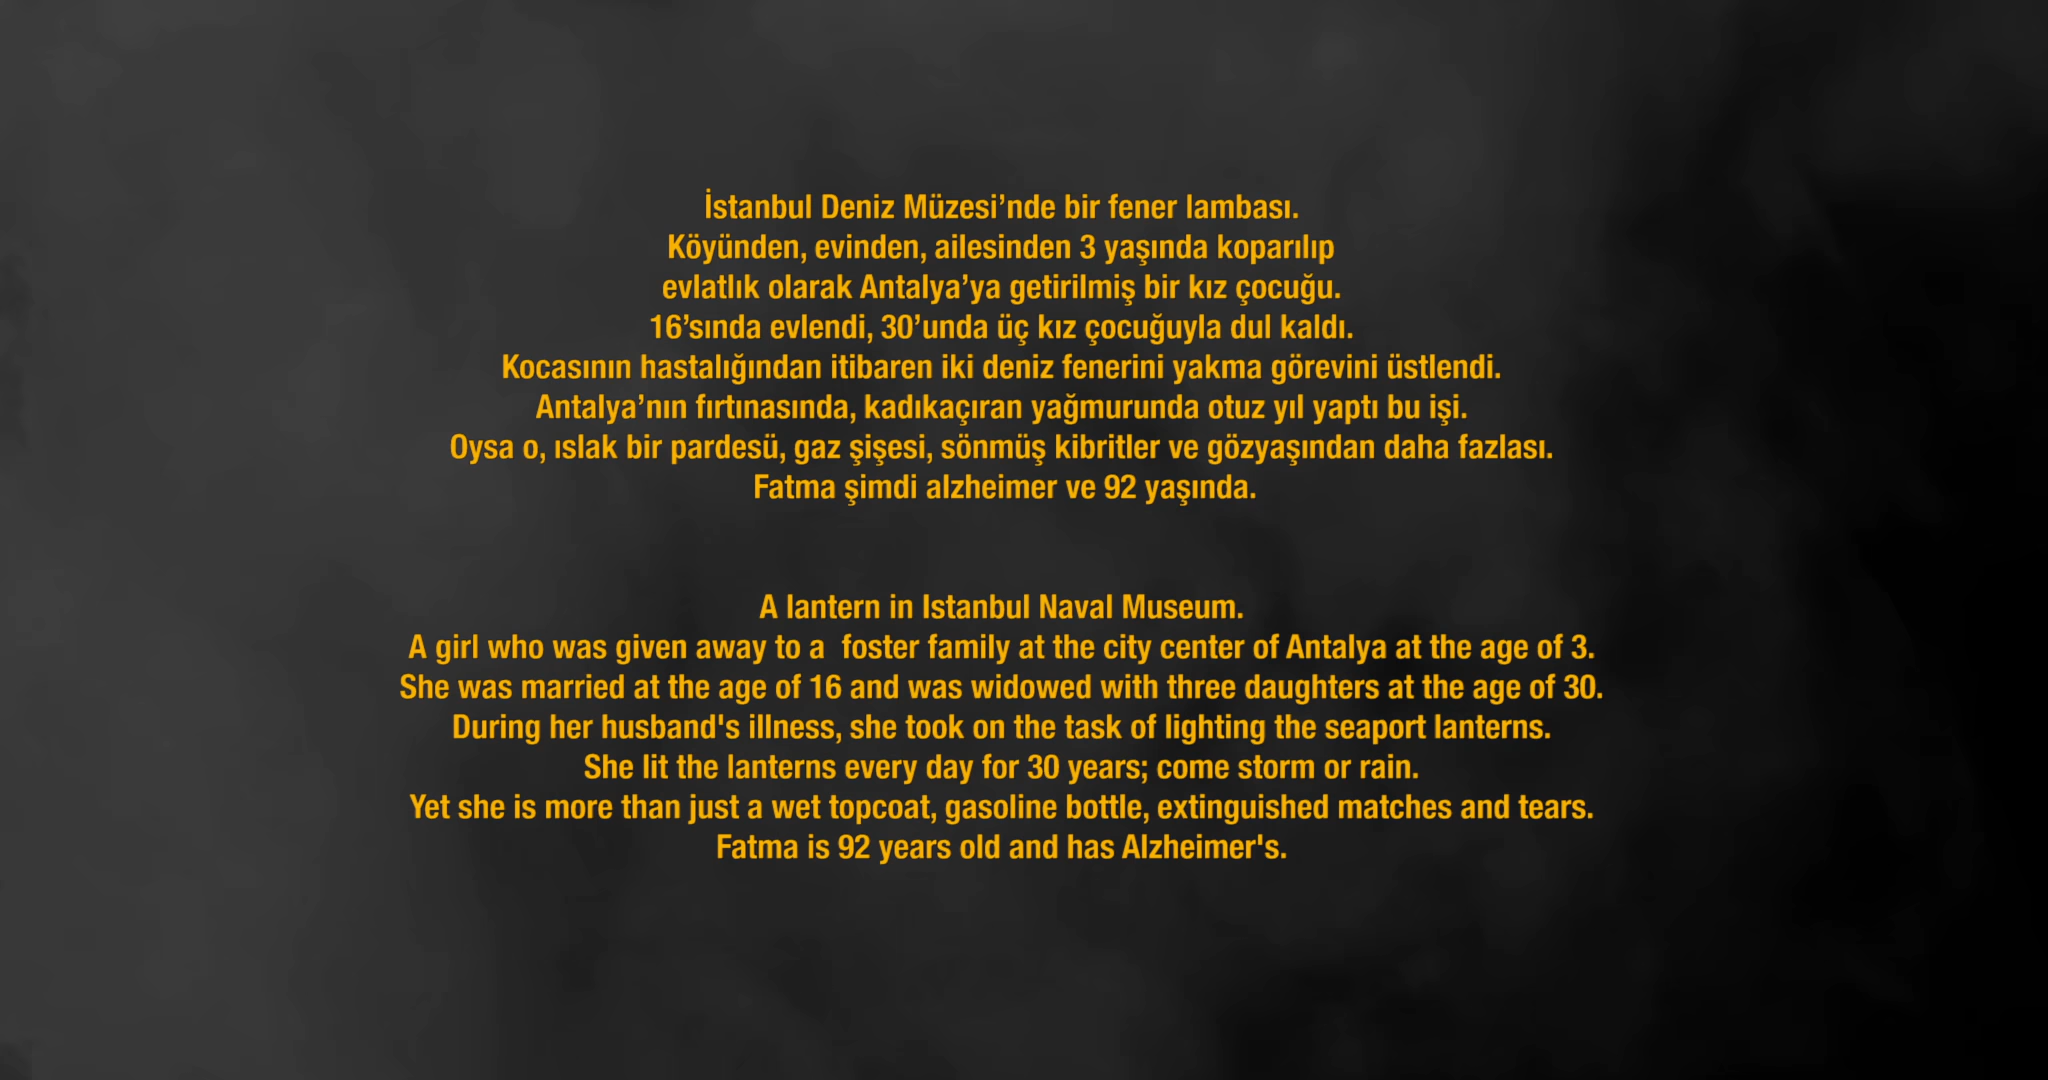 İstanbul Deniz Müzesi’nde bir fener lambası.
Köyünden, evinden, ailesinden 3 yaşında koparılıp
evlatlık olarak Antalya’ya getirilmiş bir kız çocuğu.
16’sında evlendi, 30’unda üç kız çocuğuyla dul kaldı.
Kocasının hastalığından itibaren iki deniz fenerini yakma görevini üstlendi.
Antalya’nın fırtınasında, kadıkaçıran yağmurunda otuz yıl yaptı bu işi.
Oysa o, ıslak bir pardesü, gaz şişesi, sönmüş kibritler ve gözyaşından daha fazlası.
Fatma şimdi alzheimer ve 92 yaşında.
A lantern in Istanbul Naval Museum.
A girl who was given away to a  foster family at the city center of Antalya at the age of 3.
She was married at the age of 16 and was widowed with three daughters at the age of 30.
During her husband's illness, she took on the task of lighting the seaport lanterns.
She lit the lanterns every day for 30 years; come storm or rain.
Yet she is more than just a wet topcoat, gasoline bottle, extinguished matches and tears.
Fatma is 92 years old and has Alzheimer's.